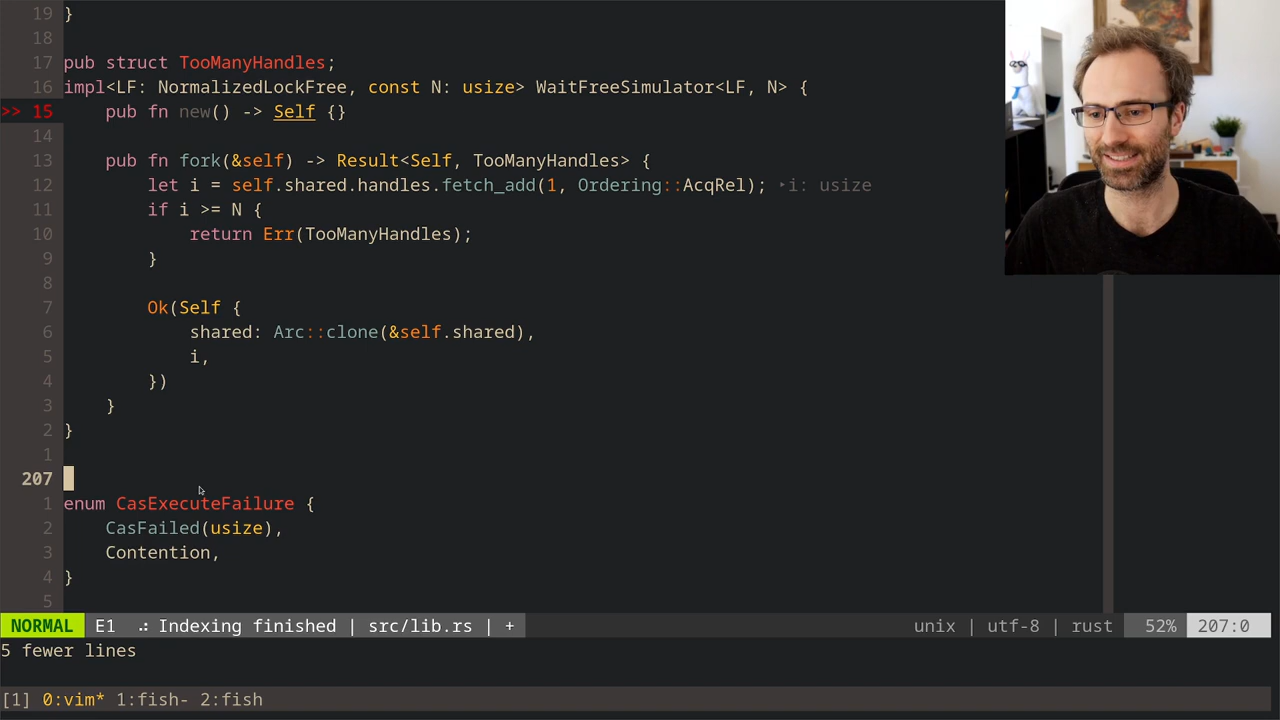 19 }
18
17 pub struct TooManyHandles;
16 impl<LF: NormalizedLockFree, const N: usize> WaitFreeSimulator<LF, N> {
>> 15     pub fn new() -> Self {}
14
13     pub fn fork(&self) -> Result<Self, TooManyHandles> {
12         let i = self.shared.handles.fetch_add(1, Ordering::AcqRel); ‣i: usize
11         if i >= N {
10             return Err(TooManyHandles);
9         }
8
7         Ok(Self {
6             shared: Arc::clone(&self.shared),
5             i,
4         })
3     }
2 }
1
207
1 enum CasExecuteFailure {
2     CasFailed(usize),
3     Contention,
4 }
5
NORMAL E1 .: Indexing finished | src/lib.rs | + unix | utf-8 | rust 52% 207:0
5 fewer lines
[1] 0:vim* 1:fish- 2:fish